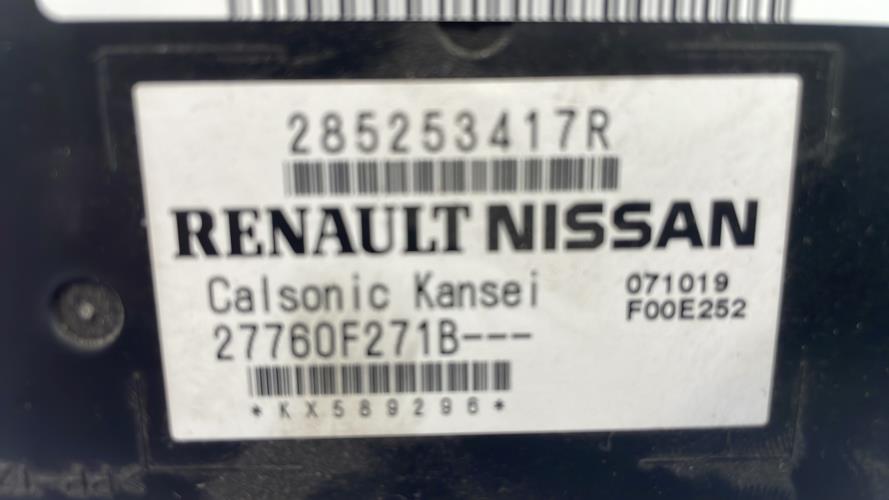 285253417R
RENAULT NISSAN
Calsonic Kansei
071019
27760F271B---
F00E252
*KX589296*